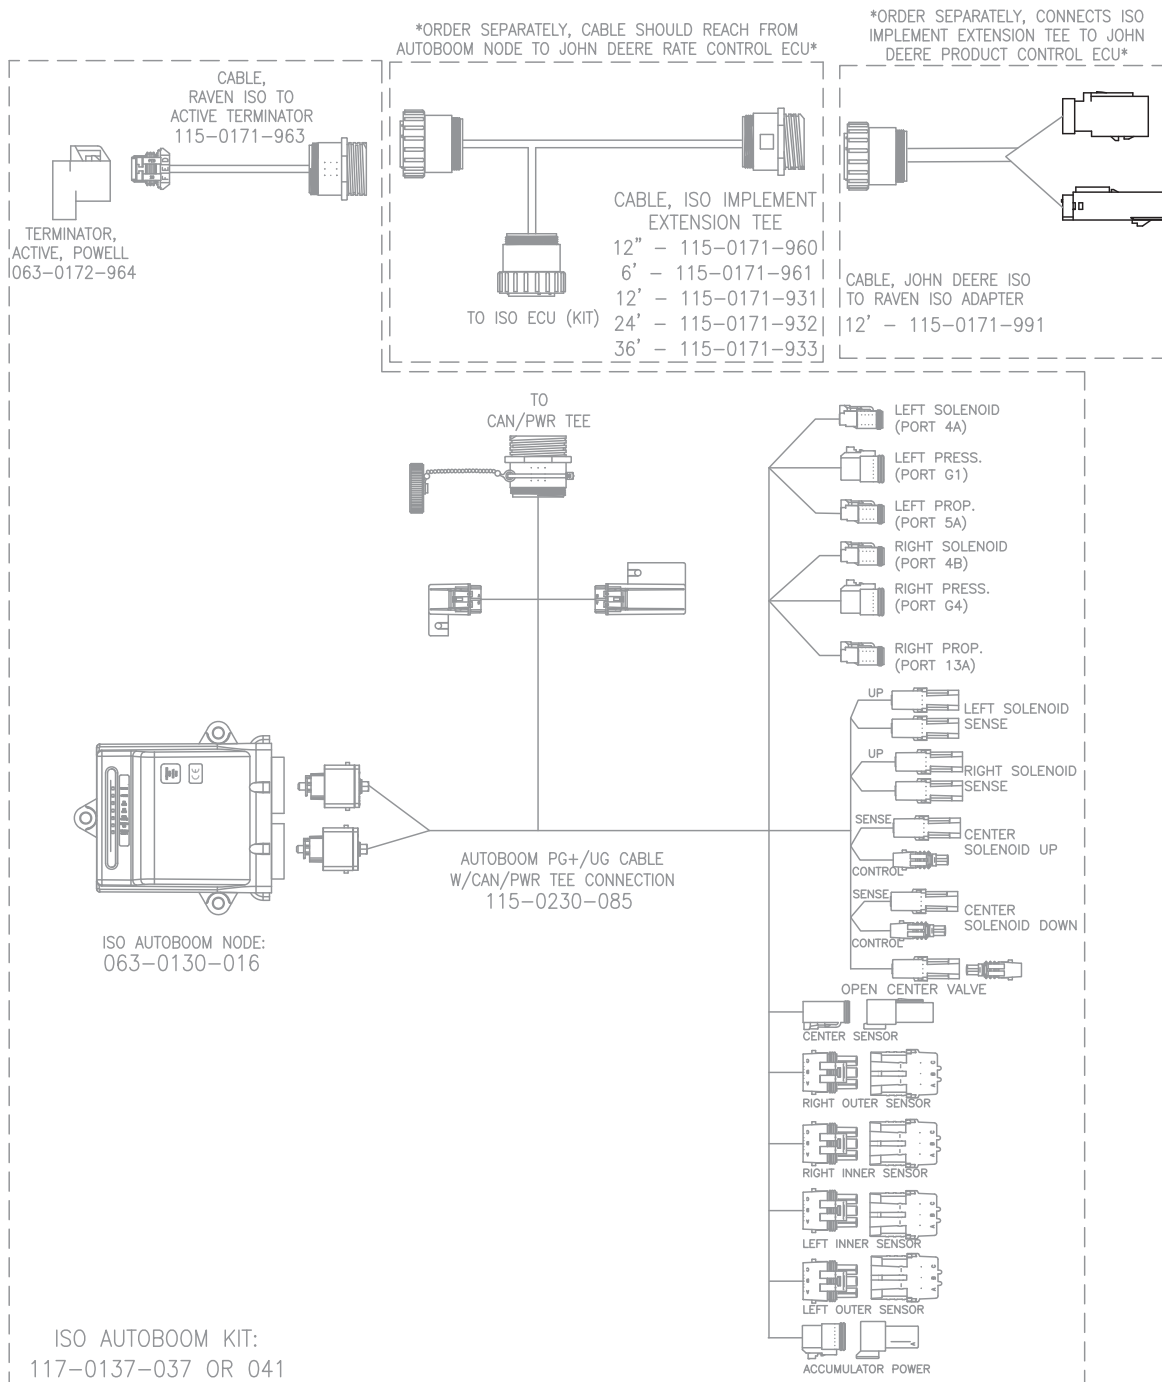 *ORDER SEPARATELY, CABLE SHOULD REACH FROM
AUTOBOOM NODE TO JOHN DEERE RATE CONTROL ECU*
*ORDER SEPARATELY, CONNECTS ISO
IMPLEMENT EXTENSION TEE TO JOHN
DEERE PRODUCT CONTROL ECU*
CABLE,
RAVEN ISO TO
ACTIVE TERMINATOR
115-0171-963
TERMINATOR,
ACTIVE, POWELL
063-0172-964
CABLE, ISO IMPLEMENT
EXTENSION TEE
12" - 115-0171-960
6' - 115-0171-961
12' - 115-0171-931
24' - 115-0171-932
36' - 115-0171-933
TO ISO ECU (KIT)
CABLE, JOHN DEERE ISO
TO RAVEN ISO ADAPTER
12' - 115-0171-991
TO
CAN/PWR TEE
LEFT SOLENOID
(PORT 4A)
LEFT PRESS.
(PORT G1)
LEFT PROP.
(PORT 5A)
RIGHT SOLENOID
(PORT 4B)
RIGHT PRESS.
(PORT G4)
RIGHT PROP.
(PORT 13A)
UP
LEFT SOLENOID
SENSE
UP
RIGHT SOLENOID
SENSE
SENSE
CENTER
SOLENOID UP
CONTROL
SENSE
CENTER
SOLENOID DOWN
CONTROL
OPEN CENTER VALVE
CE
AUTOBOOM PG+/UG CABLE
W/CAN/PWR TEE CONNECTION
115-0230-085
ISO AUTOBOOM NODE:
063-0130-016
CENTER SENSOR
C B A
C B A
RIGHT OUTER SENSOR
C B A
C B A
RIGHT INNER SENSOR
C B A
C B A
LEFT INNER SENSOR
C B A
C B A
LEFT OUTER SENSOR
A
ACCUMULATOR POWER
ISO AUTOBOOM KIT:
117-0137-037 OR 041